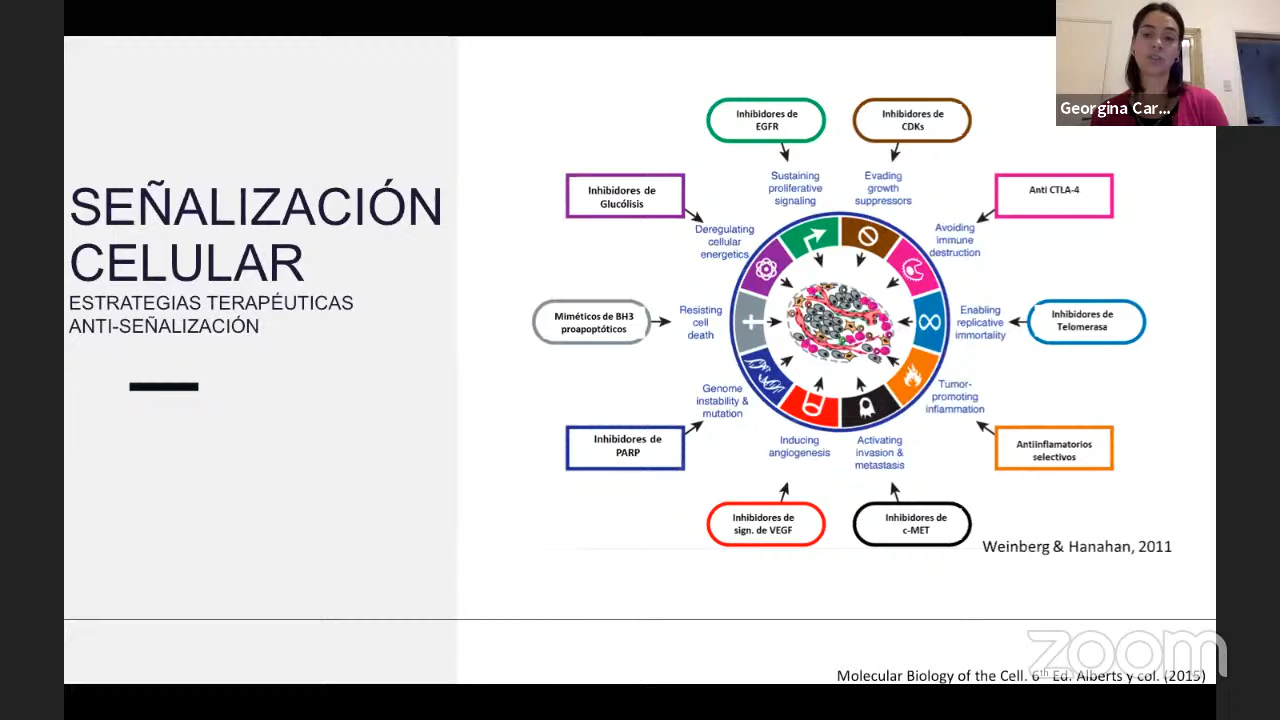 Georgina Car...
SEÑALIZACIÓN
CELULAR
ESTRATEGIAS TERAPÉUTICAS
ANTI-SEÑALIZACIÓN
Inhibidores de
EGFR
Inhibidores de
CDKs
Inhibidores de
Glucólisis
Sustaining
proliferative
signaling
Evading
growth
suppressors
Anti CTLA-4
Deregulating
cellular
energetics
Avoiding
immune
destruction
Miméticos de BH3
proapoptóticos
Resisting
cell
death
Enabling
replicative
immortality
Inhibidores de
Telomerasa
Genome
instability &
mutation
Tumor-
promoting
inflammation
Inhibidores de
PARP
Inducing
angiogenesis
Activating
invasion &
metastasis
Antiinflamatorios
selectivos
Inhibidores de
sign. de VEGF
Inhibidores de
c-MET
Weinberg & Hanahan, 2011
zoom
Molecular Biology of the Cell. 6th Ed. Alberts y col. (2015)